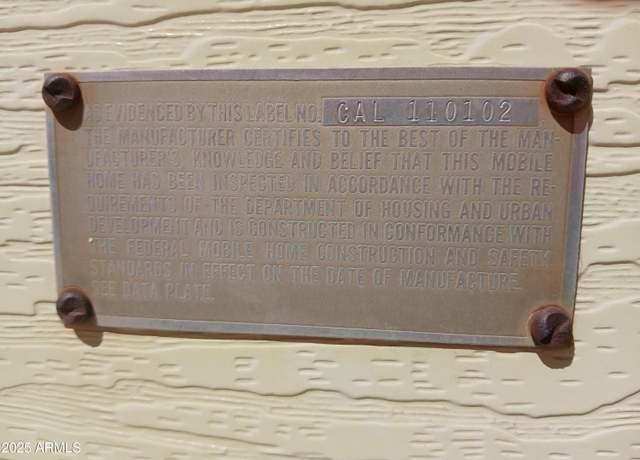 AS EVIDENCED BY THIS LABEL NO. CAL 110102
THE MANUFACTURER CERTIFIES TO THE BEST OF THE MAN-
UFACTURER'S KNOWLEDGE AND BELIEF THAT THIS MOBILE
HOME HAS BEEN INSPECTED IN ACCORDANCE WITH THE RE-
QUIREMENTS OF THE DEPARTMENT OF HOUSING AND URBAN
DEVELOPMENT AND IS CONSTRUCTED IN CONFORMANCE WITH
THE FEDERAL MOBILE HOME CONSTRUCTION AND SAFETY
STANDARDS IN EFFECT ON THE DATE OF MANUFACTURE.
SEE DATA PLATE.
2025 ARMLS